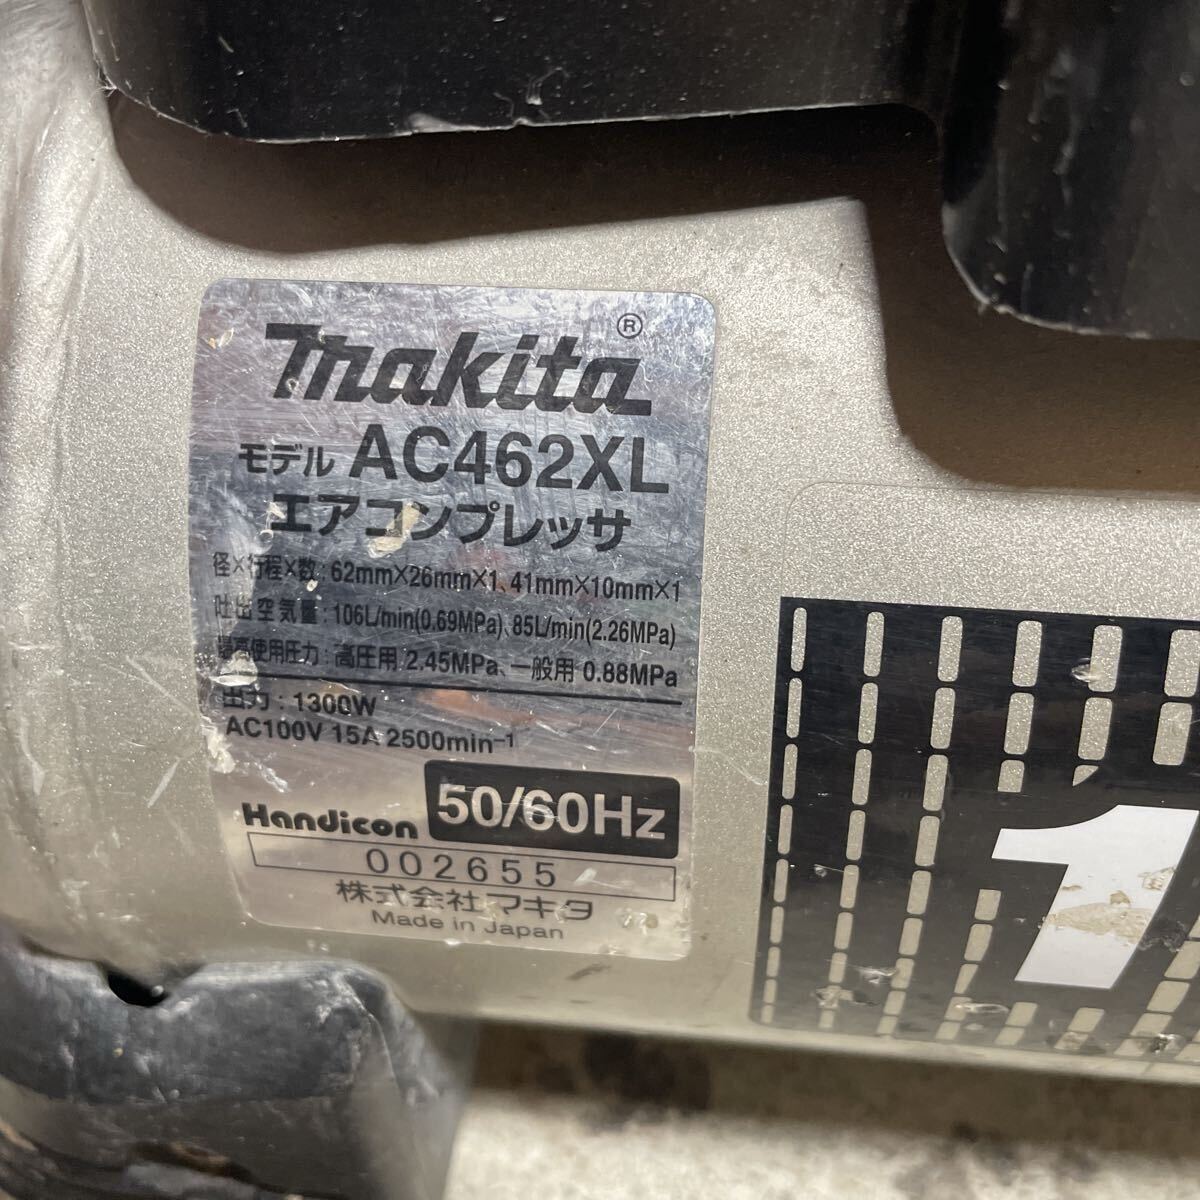 makita®
モデル AC462XL
エアコンプレッサ
径×行程×数: 62mm×26mm×1、41mm×10mm×1
吐出空気量: 106L/min(0.69MPa)、85L/min(2.26MPa)
最高使用圧力: 高圧用 2.45MPa、一般用 0.88MPa
出力: 1300W
AC100V 15A 2500min⁻¹
Handicon 50/60Hz
002655
株式会社マキタ
Made in Japan
1